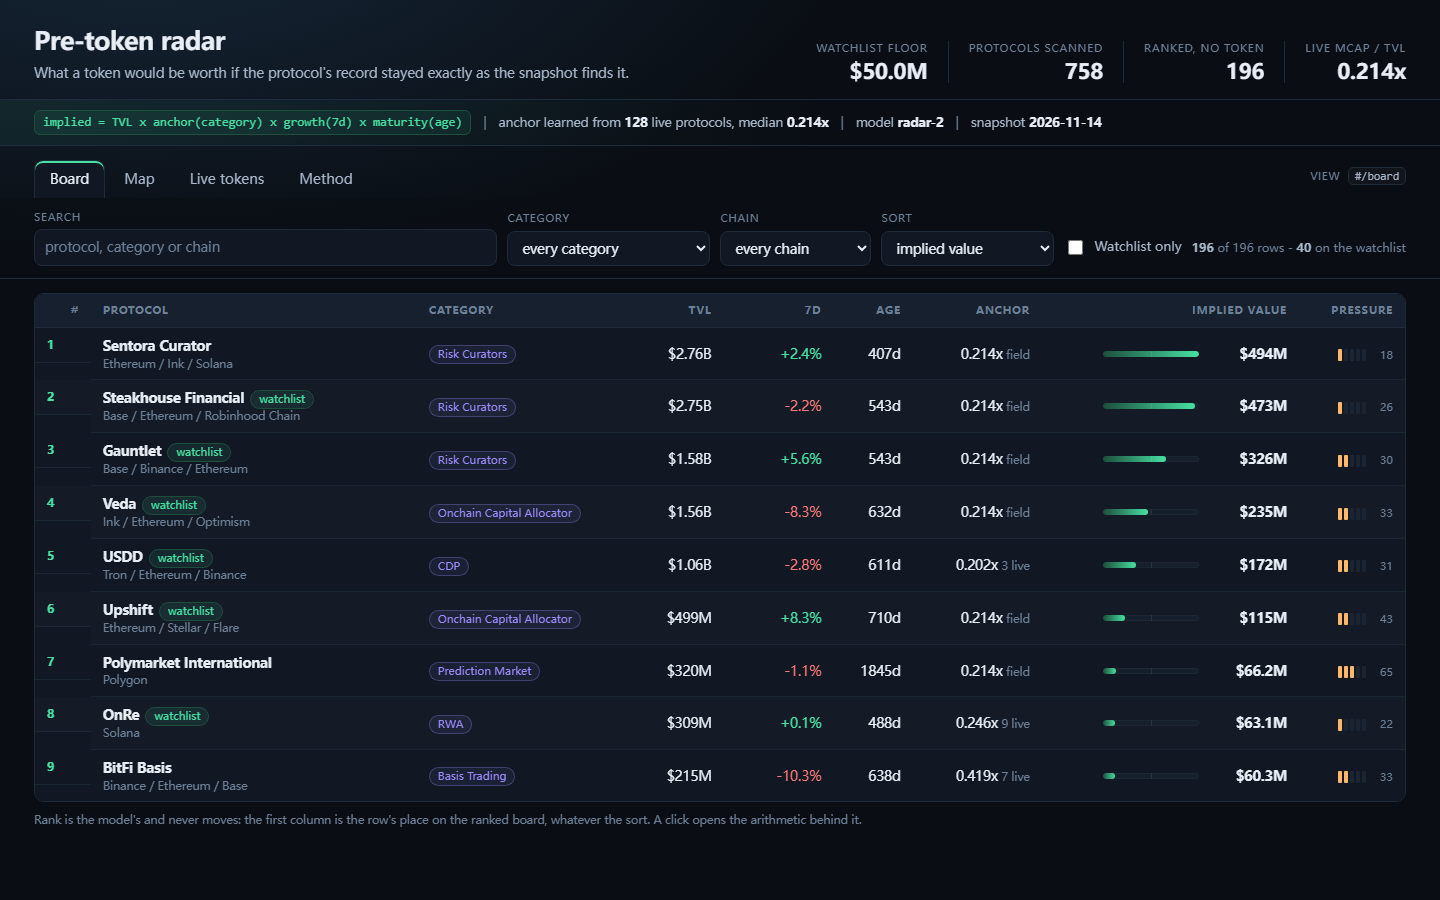 Pre-token radar
What a token would be worth if the protocol's record stayed exactly as the snapshot finds it.
WATCHLIST FLOOR
$50.0M
PROTOCOLS SCANNED
758
RANKED, NO TOKEN
196
LIVE MCAP / TVL
0.214x
implied = TVL x anchor(category) x growth(7d) x maturity(age) | anchor learned from 128 live protocols, median 0.214x | model radar-2 | snapshot 2026-11-14
Board Map Live tokens Method VIEW #/board
SEARCH CATEGORY CHAIN SORT
protocol, category or chain every category every chain implied value Watchlist only 196 of 196 rows - 40 on the watchlist
# PROTOCOL CATEGORY TVL 7D AGE ANCHOR IMPLIED VALUE PRESSURE
1 Sentora Curator Risk Curators $2.76B +2.4% 407d 0.214x field $494M 18
Ethereum / Ink / Solana
2 Steakhouse Financial watchlist Risk Curators $2.75B -2.2% 543d 0.214x field $473M 26
Base / Ethereum / Robinhood Chain
3 Gauntlet watchlist Risk Curators $1.58B +5.6% 543d 0.214x field $326M 30
Base / Binance / Ethereum
4 Veda watchlist Onchain Capital Allocator $1.56B -8.3% 632d 0.214x field $235M 33
Ink / Ethereum / Optimism
5 USDD watchlist CDP $1.06B -2.8% 611d 0.202x 3 live $172M 31
Tron / Ethereum / Binance
6 Upshift watchlist Onchain Capital Allocator $499M +8.3% 710d 0.214x field $115M 43
Ethereum / Stellar / Flare
7 Polymarket International Prediction Market $320M -1.1% 1845d 0.214x field $66.2M 65
Polygon
8 OnRe watchlist RWA $309M +0.1% 488d 0.246x 9 live $63.1M 22
Solana
9 BitFi Basis Basis Trading $215M -10.3% 638d 0.419x 7 live $60.3M 33
Binance / Ethereum / Base
Rank is the model's and never moves: the first column is the row's place on the ranked board, whatever the sort. A click opens the arithmetic behind it.